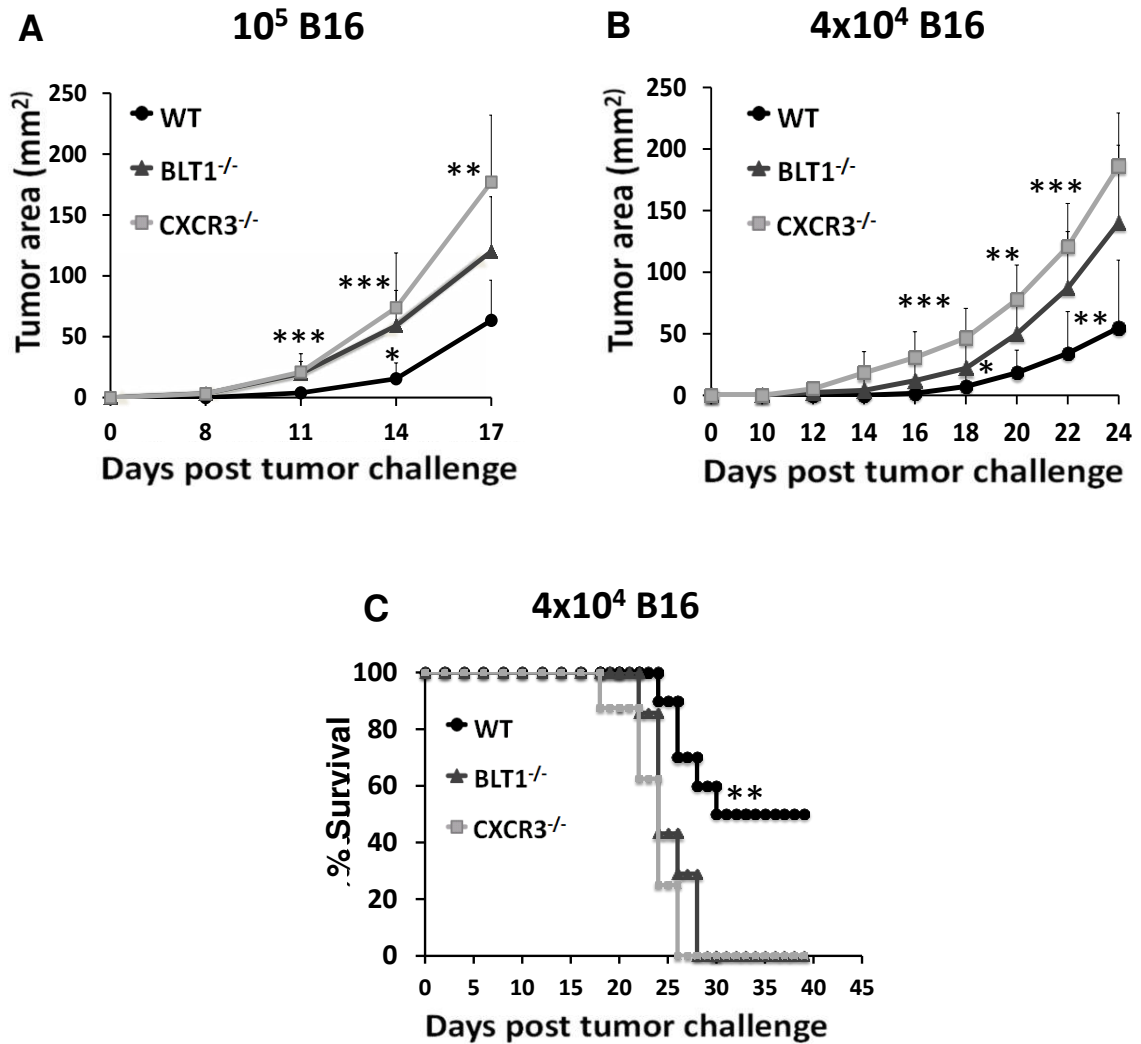 A
10⁵ B16
Tumor area (mm²)
250
200
150
100
50
0
WT
BLT1⁻/⁻
CXCR3⁻/⁻
**
***
***
*
0 8 11 14 17
Days post tumor challenge
B
4x10⁴ B16
Tumor area (mm²)
250
200
150
100
50
0
WT
BLT1⁻/⁻
CXCR3⁻/⁻
***
**
***
**
*
0 10 12 14 16 18 20 22 24
Days post tumor challenge
C
4x10⁴ B16
% Survival
100
80
60
40
20
0
WT
BLT1⁻/⁻
CXCR3⁻/⁻
**
0 5 10 15 20 25 30 35 40 45
Days post tumor challenge